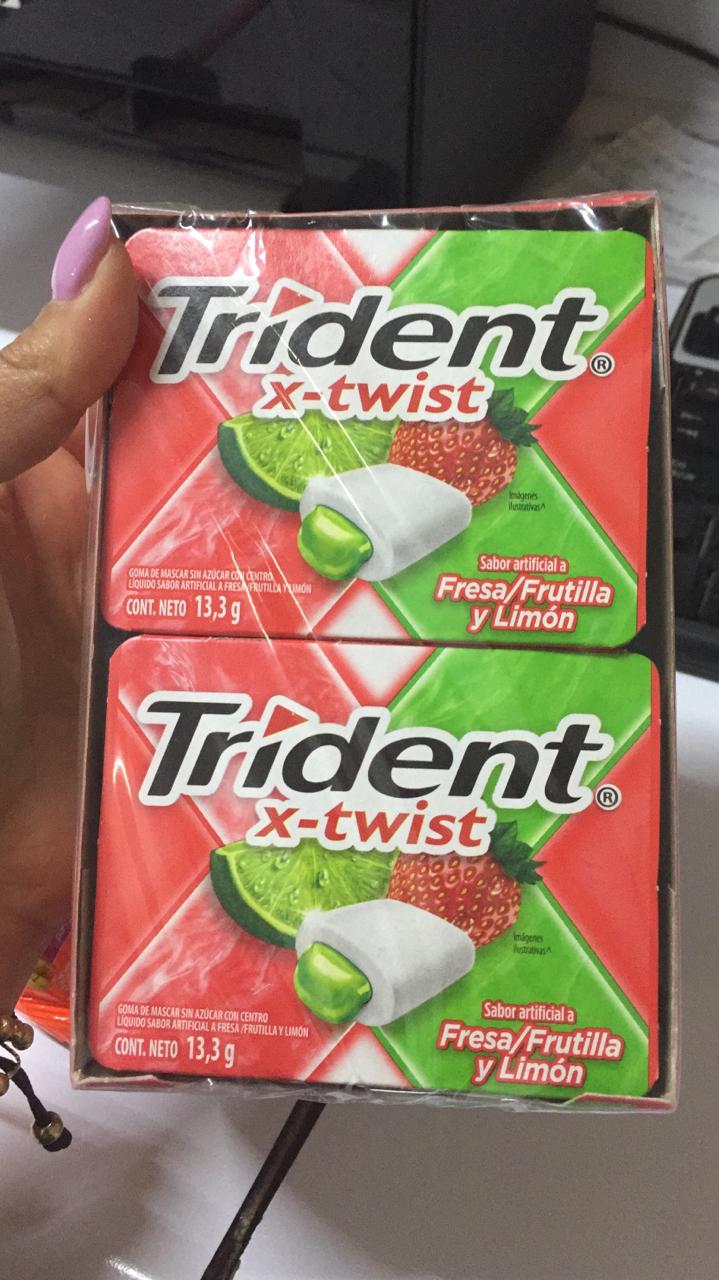 Trident®
x-twist
Imágenes
ilustrativas^
GOMA DE MASCAR SIN AZÚCAR CON CENTRO
LÍQUIDO SABOR ARTIFICIAL A FRESA /FRUTILLA Y LIMÓN
CONT. NETO 13,3 g
Sabor artificial a
Fresa/Frutilla
y Limón
Trident®
x-twist
Imágenes
ilustrativas^
GOMA DE MASCAR SIN AZÚCAR CON CENTRO
LÍQUIDO SABOR ARTIFICIAL A FRESA /FRUTILLA Y LIMÓN
CONT. NETO 13,3 g
Sabor artificial a
Fresa/Frutilla
y Limón